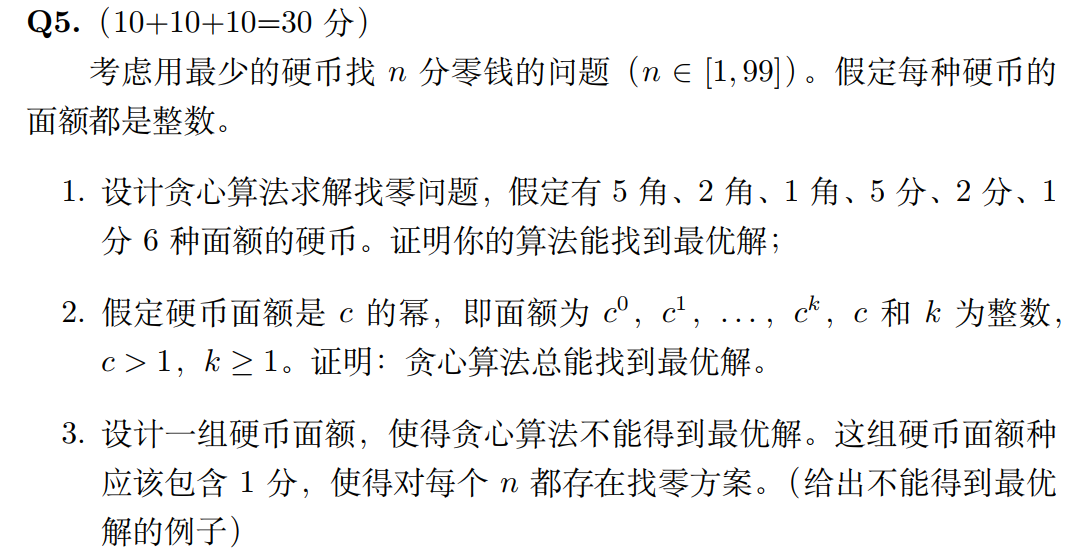 Q5.（10+10+10=30 分）
考虑用最少的硬币找 n 分零钱的问题（n ∈ [1, 99]）。假定每种硬币的
面额都是整数。
1. 设计贪心算法求解找零问题，假定有 5 角、2 角、1 角、5 分、2 分、1
分 6 种面额的硬币。证明你的算法能找到最优解；
2. 假定硬币面额是 c 的幂，即面额为 c⁰，c¹，...，cᵏ，c 和 k 为整数，
c > 1，k ≥ 1。证明：贪心算法总能找到最优解。
3. 设计一组硬币面额，使得贪心算法不能得到最优解。这组硬币面额种
应该包含 1 分，使得对每个 n 都存在找零方案。（给出不能得到最优
解的例子）